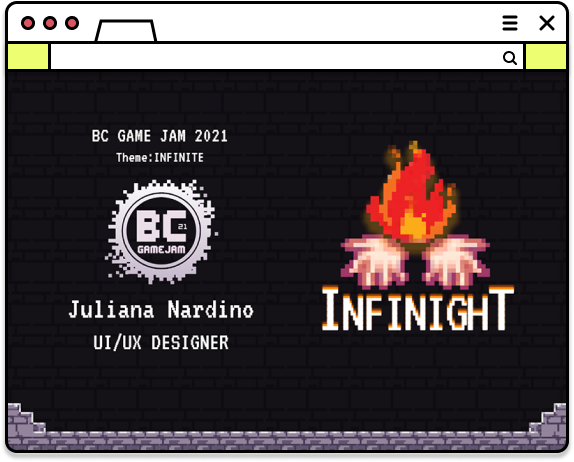 BC GAME JAM 2021
Theme:INFINITE
BC
21
GAMEJAM
Juliana Nardino
UI/UX DESIGNER
INFINIGHT